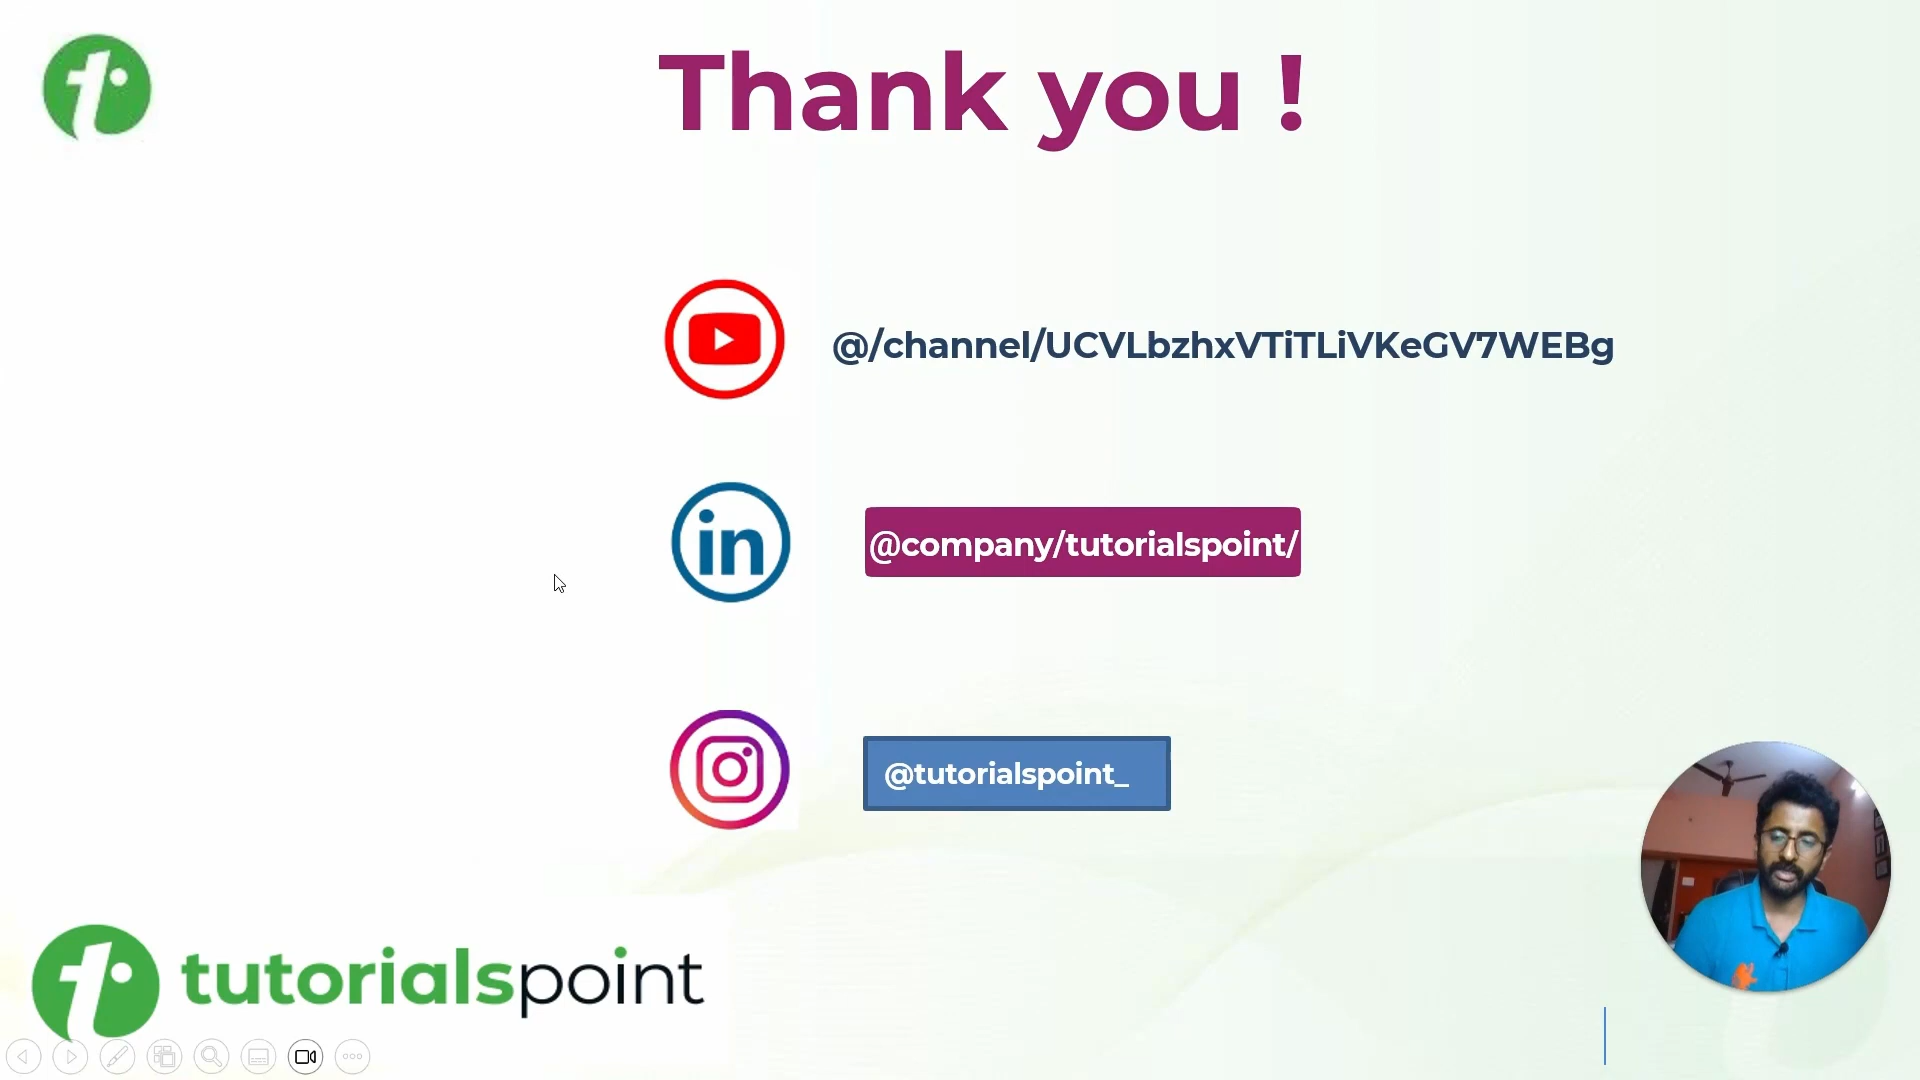 Thank you !
@/channel/UCVLbzhxVTiTLiVKeGV7WEBg
in
@company/tutorialspoint/
@tutorialspoint_
tutorialspoint